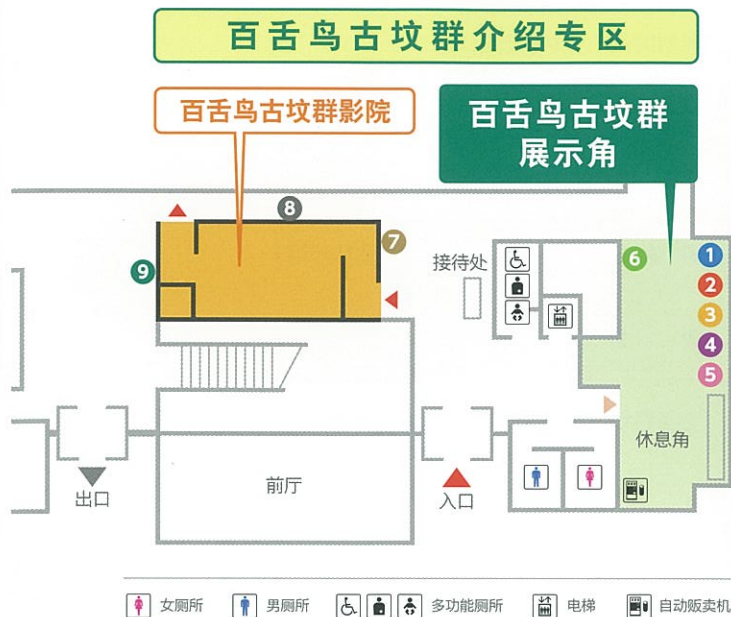 百舌鸟古坟群介绍专区
百舌鸟古坟群影院
百舌鸟古坟群
展示角
8
7
9
接待处
6
1
2
3
4
5
休息角
出口
前厅
入口
女厕所
男厕所
多功能厕所
电梯
自动贩卖机